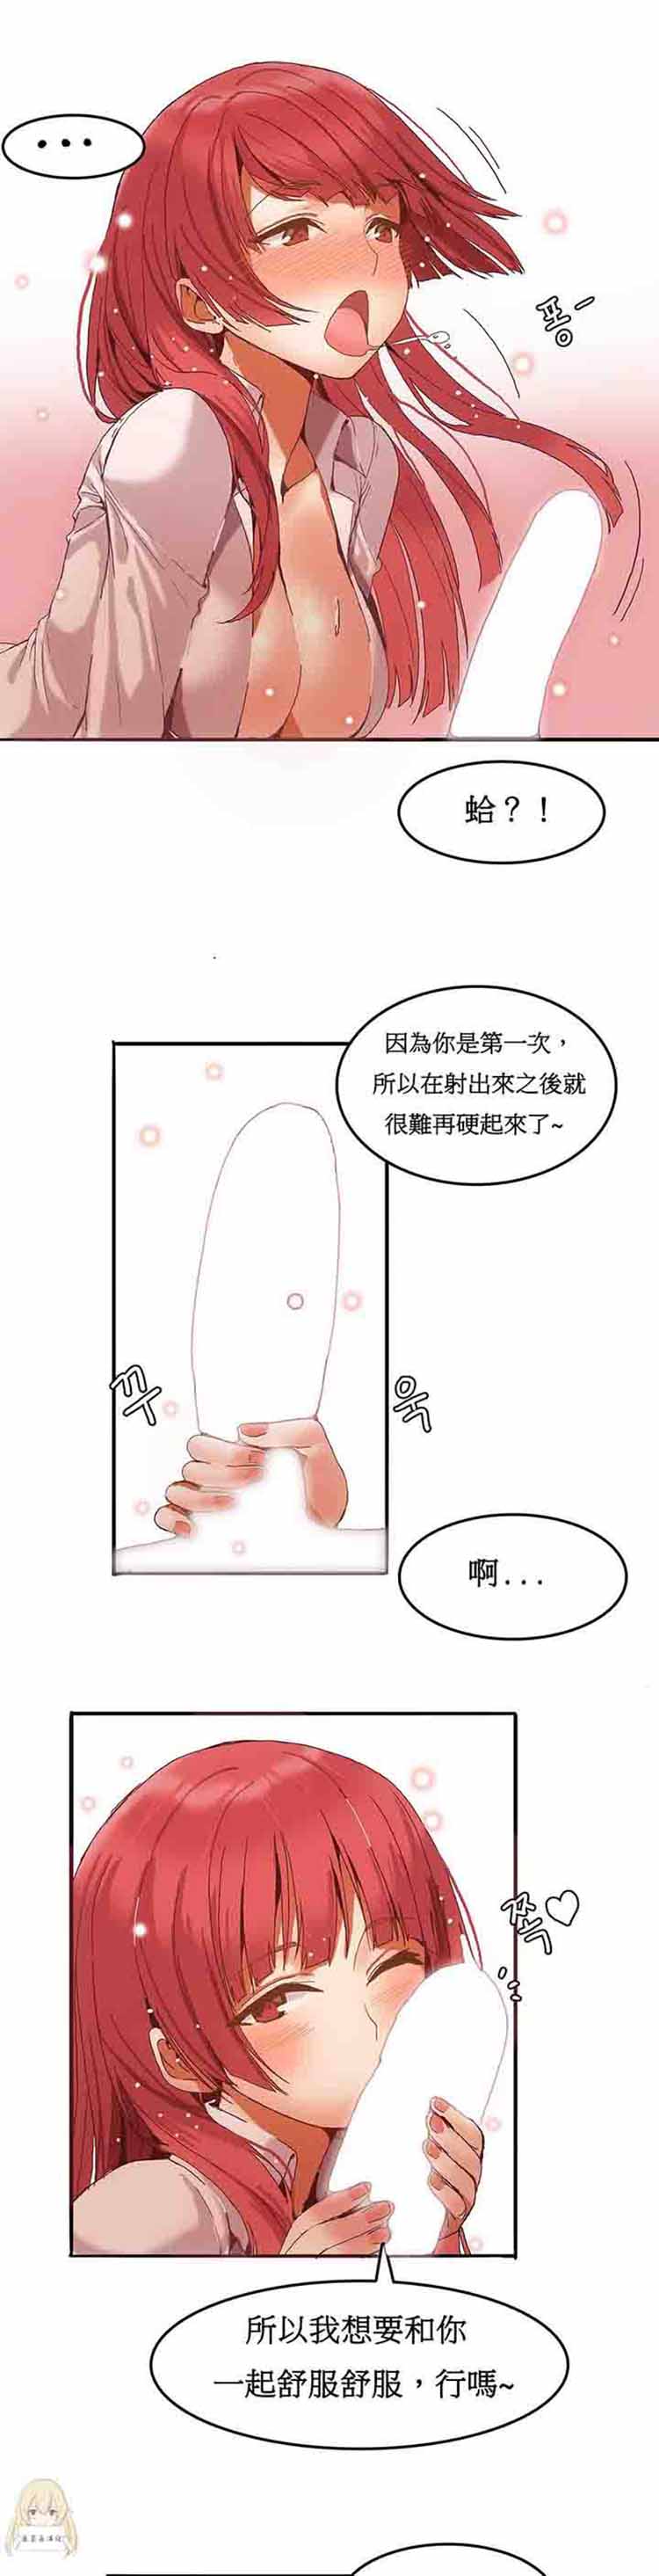 ...
퐁~
蛤？！
因為你是第一次，
所以在射出來之後就
很難再硬起來了~
꾸
욱
啊...
쪽♡
所以我想要和你
一起舒服舒服，行嗎~